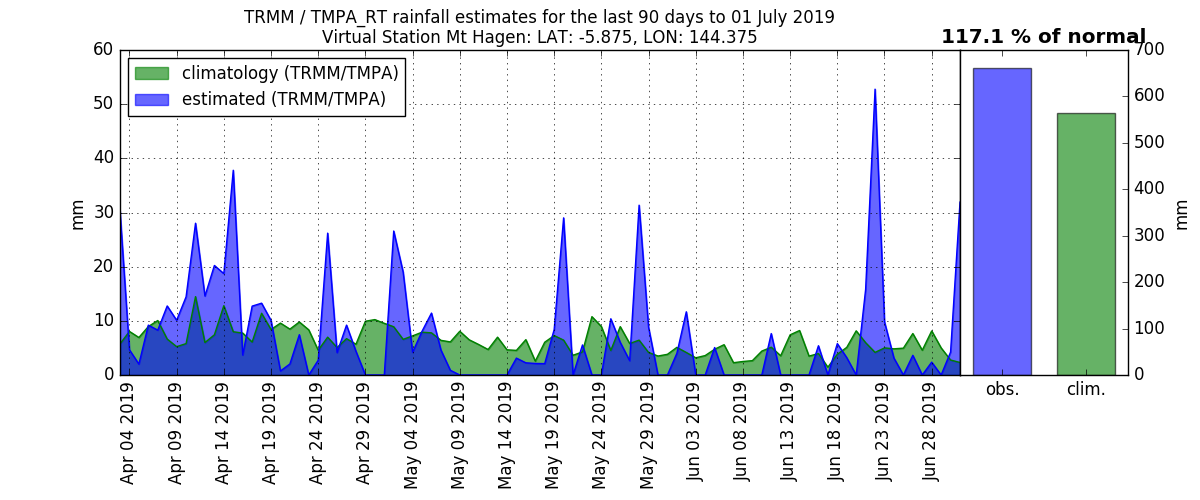 TRMM / TMPA_RT rainfall estimates for the last 90 days to 01 July 2019
Virtual Station Mt Hagen: LAT: -5.875, LON: 144.375
117.1 % of normal
climatology (TRMM/TMPA)
estimated (TRMM/TMPA)
60
50
40
30
20
10
0
mm
Apr 04 2019
Apr 09 2019
Apr 14 2019
Apr 19 2019
Apr 24 2019
Apr 29 2019
May 04 2019
May 09 2019
May 14 2019
May 19 2019
May 24 2019
May 29 2019
Jun 03 2019
Jun 08 2019
Jun 13 2019
Jun 18 2019
Jun 23 2019
Jun 28 2019
obs.
clim.
700
600
500
400
300
200
100
0
mm